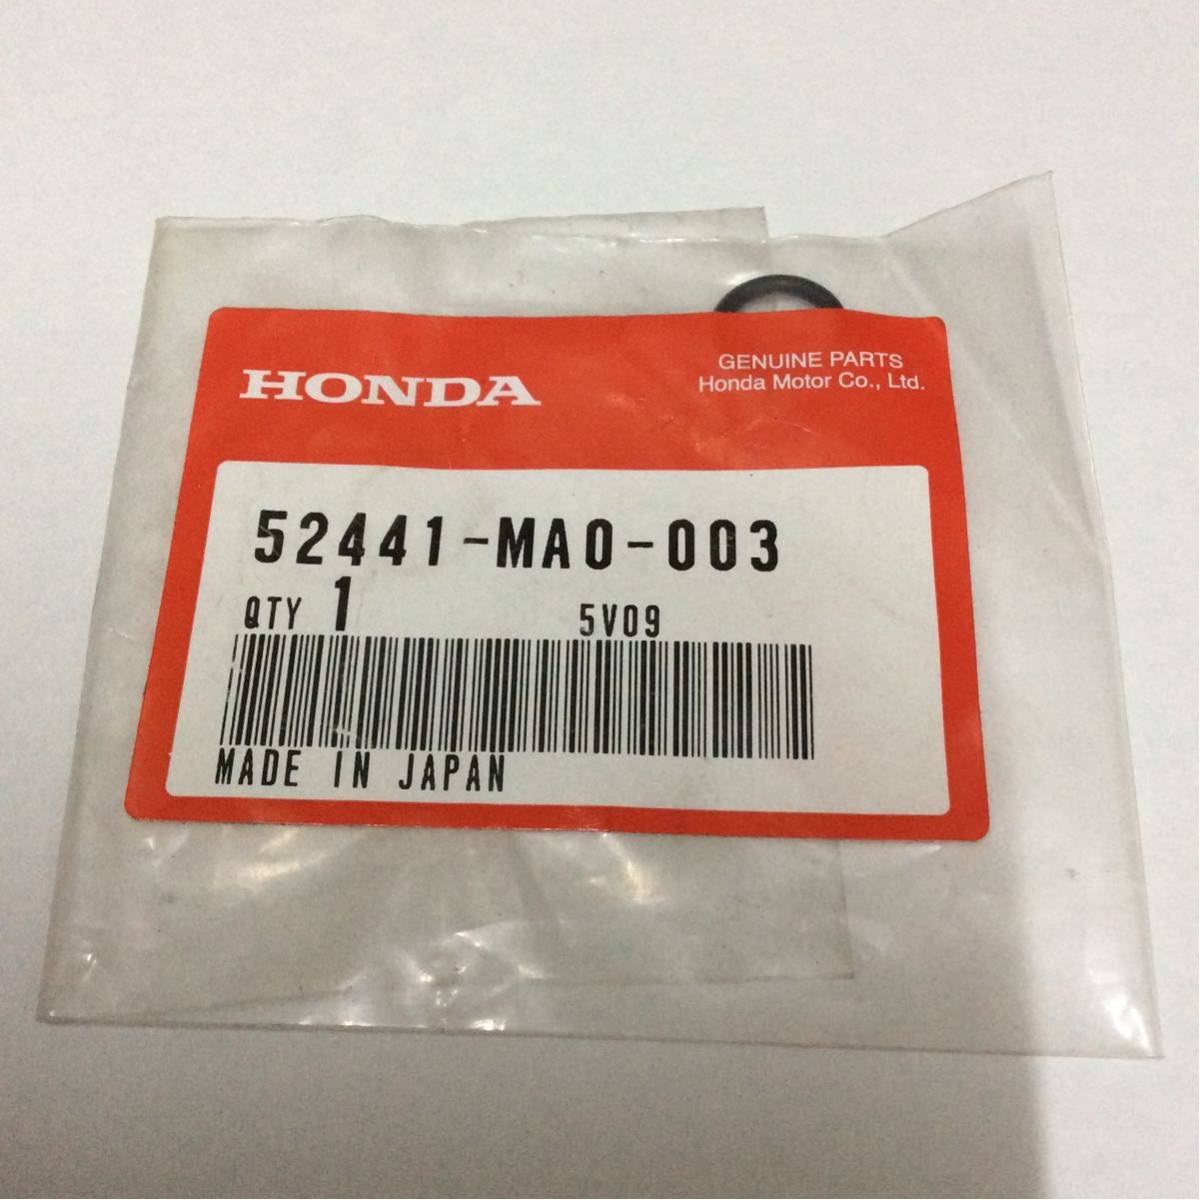 HONDA
GENUINE PARTS
Honda Motor Co., Ltd.
52441-MA0-003
QTY 1 5V09
MADE IN JAPAN